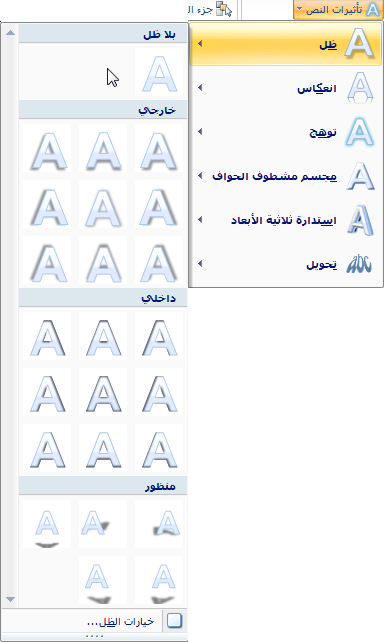 تأثيرات النص
جزء الـ
ظل
انعكاس
توهج
مجسم مشطوف الحواف
استدارة ثلاثية الأبعاد
تحويل
بلا ظل
خارجي
داخلي
منظور
خيارات الظل...